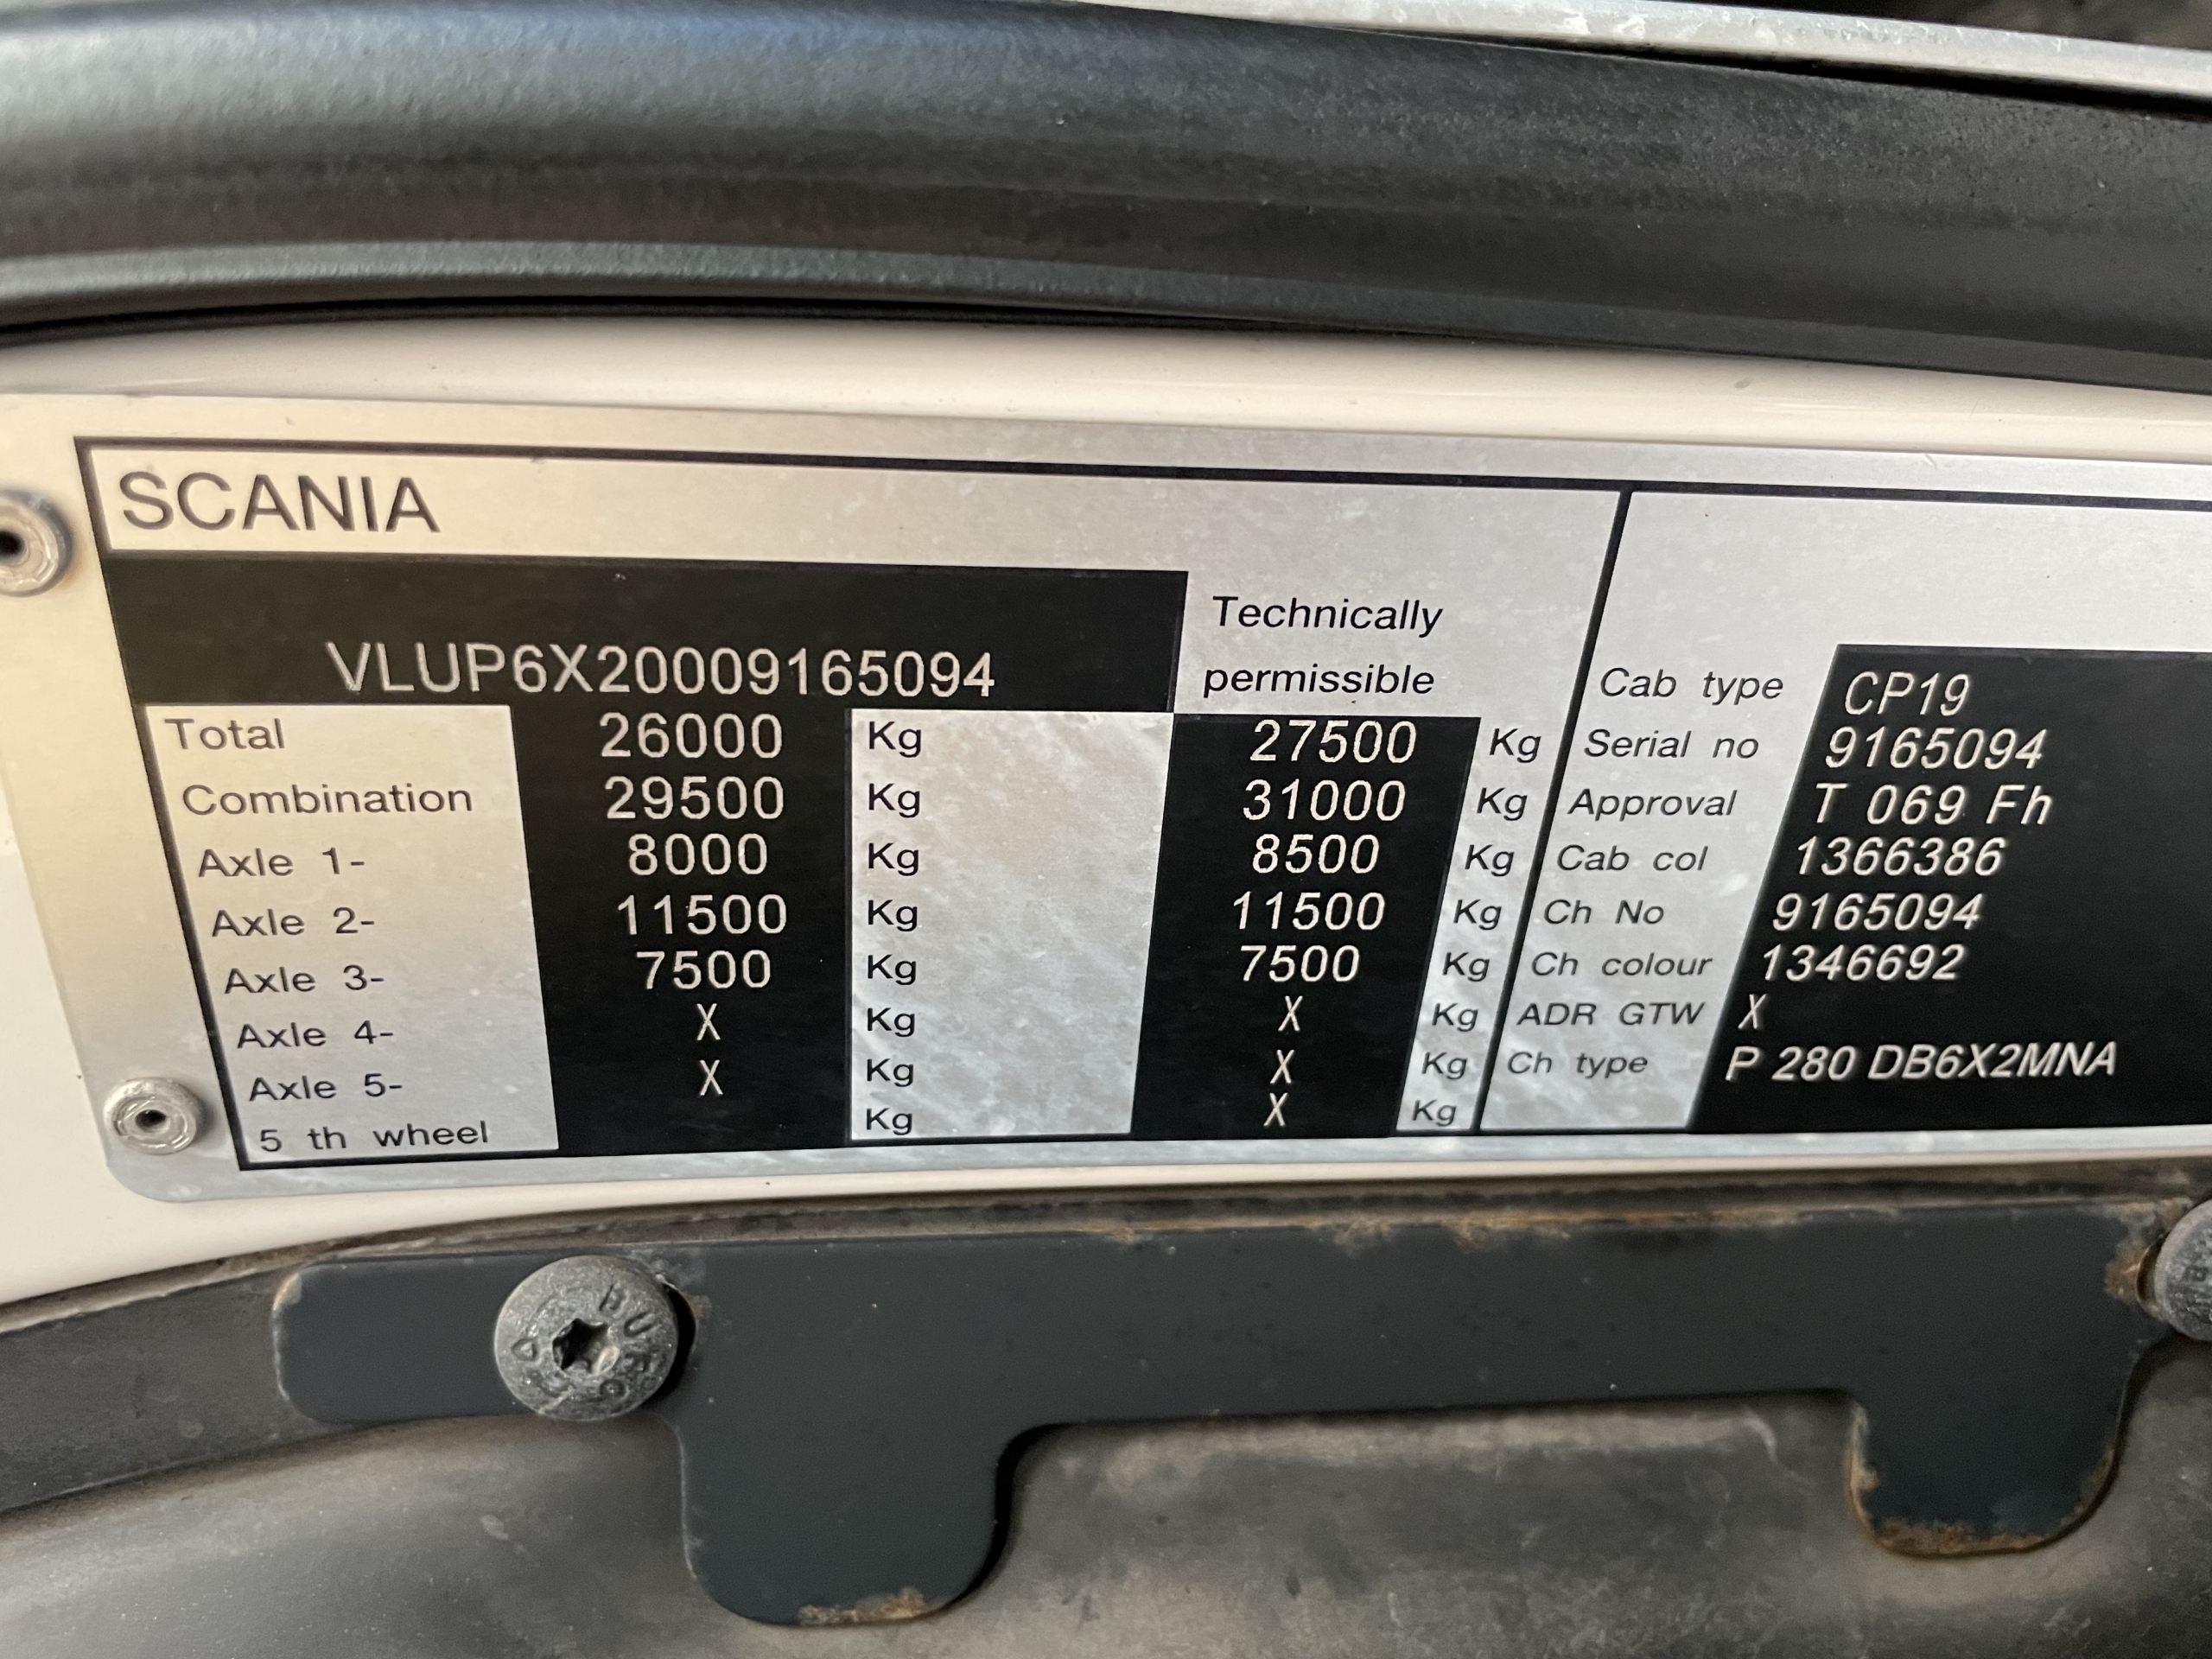 SCANIA
VLUP6X20009165094
Technically
permissible
Total 26000 Kg 27500 Kg
Combination 29500 Kg 31000 Kg
Axle 1- 8000 Kg 8500 Kg
Axle 2- 11500 Kg 11500 Kg
Axle 3- 7500 Kg 7500 Kg
Axle 4- X Kg X Kg
Axle 5- X Kg X Kg
5 th wheel Kg X Kg
Cab type CP19
Serial no 9165094
Approval T 069 Fh
Cab col 1366386
Ch No 9165094
Ch colour 1346692
ADR GTW X
Ch type P 280 DB6X2MNA